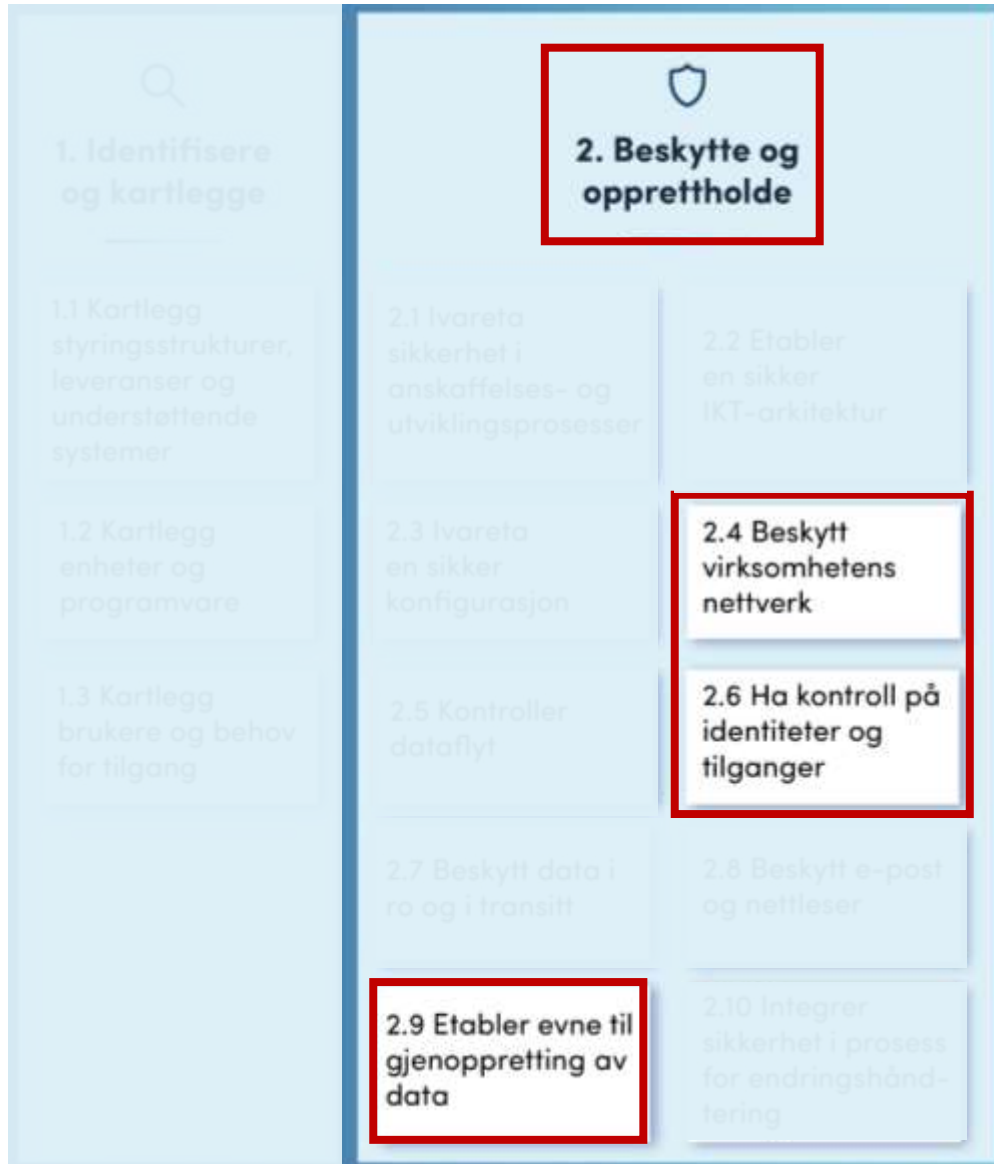 1. Identifisere
og kartlegge
1.1 Kartlegg
styringsstrukturer,
leveranser og
understøttende
systemer
1.2 Kartlegg
enheter og
programvare
1.3 Kartlegg
brukere og behov
for tilgang
2. Beskytte og
opprettholde
2.1 Ivareta
sikkerhet i
anskaffelses- og
utviklingsprosesser
2.2 Etabler
en sikker
IKT-arkitektur
2.3 Ivareta
en sikker
konfigurasjon
2.4 Beskytt
virksomhetens
nettverk
2.5 Kontroller
dataflyt
2.6 Ha kontroll på
identiteter og
tilganger
2.7 Beskytt data i
ro og i transitt
2.8 Beskytt e-post
og nettleser
2.9 Etabler evne til
gjenoppretting av
data
2.10 Integrer
sikkerhet i prosess
for endringshånd-
tering